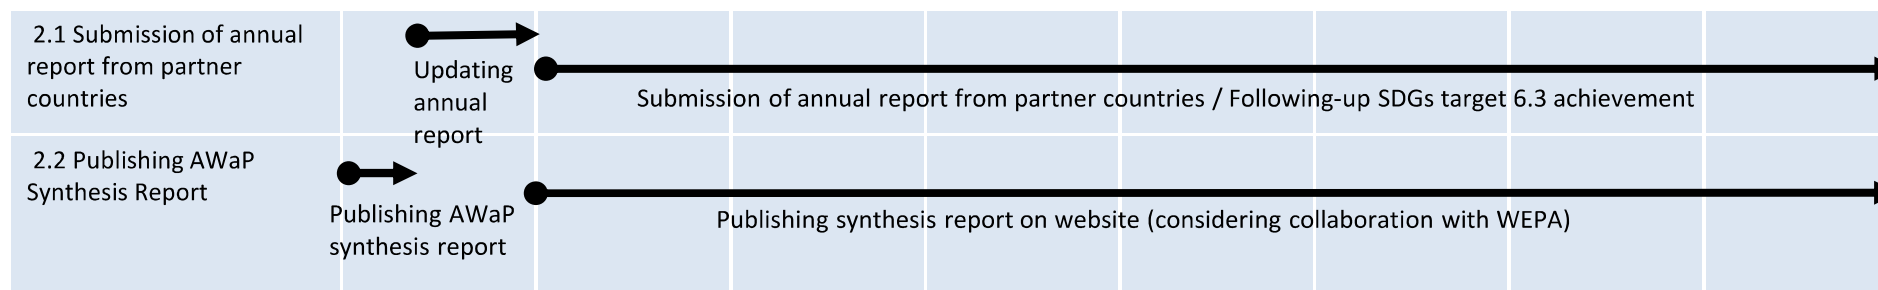 2.1 Submission of annual
report from partner
countries
Updating
annual
report
Submission of annual report from partner countries / Following-up SDGs target 6.3 achievement
2.2 Publishing AWaP
Synthesis Report
Publishing AWaP
synthesis report
Publishing synthesis report on website (considering collaboration with WEPA)